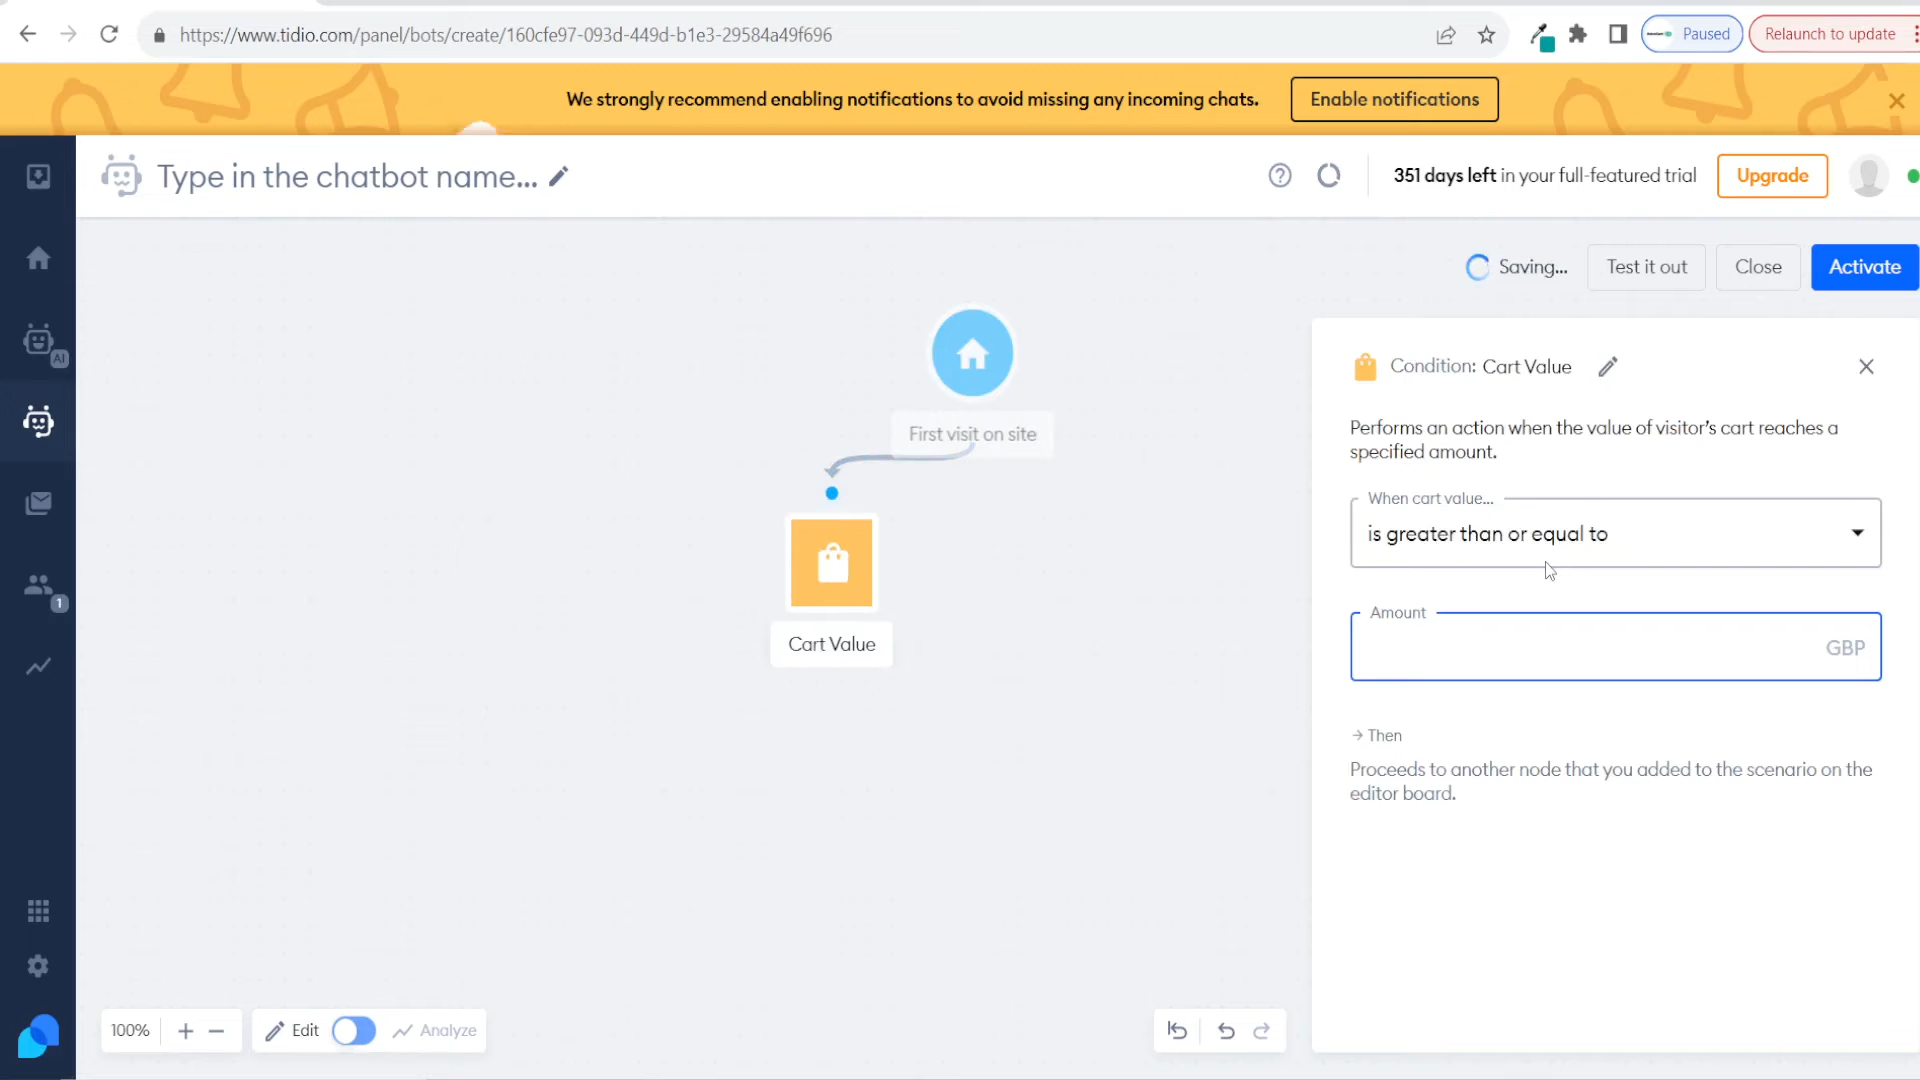 https://www.tidio.com/panel/bots/create/160cfe97-093d-449d-b1e3-29584a49f696
Paused
Relaunch to update
We strongly recommend enabling notifications to avoid missing any incoming chats.
Enable notifications
Type in the chatbot name...
351 days left in your full-featured trial
Upgrade
Saving...
Test it out
Close
Activate
AI
First visit on site
Cart Value
Condition: Cart Value
Performs an action when the value of visitor's cart reaches a
specified amount.
When cart value...
is greater than or equal to
Amount
GBP
→ Then
Proceeds to another node that you added to the scenario on the
editor board.
1
100%
Edit
Analyze